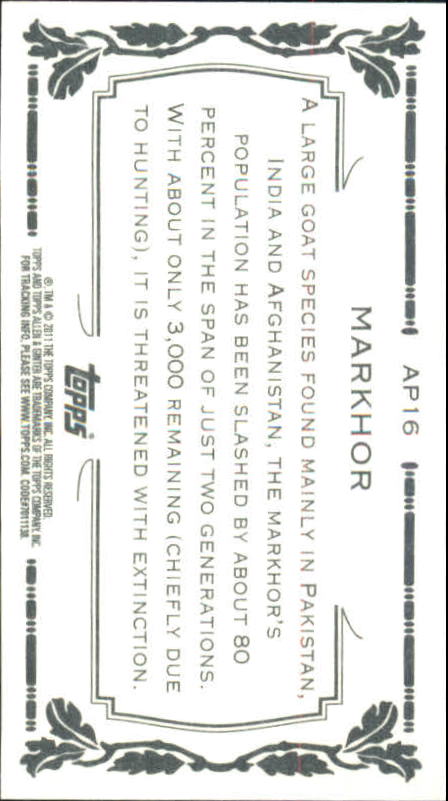 AP16
MARKHOR
A LARGE GOAT SPECIES FOUND MAINLY IN PAKISTAN,
INDIA AND AFGHANISTAN, THE MARKHOR'S
POPULATION HAS BEEN SLASHED BY ABOUT 80
PERCENT IN THE SPAN OF JUST TWO GENERATIONS.
WITH ABOUT ONLY 3,000 REMAINING (CHIEFLY DUE
TO HUNTING), IT IS THREATENED WITH EXTINCTION.
topps®
®, TM & © 2011 THE TOPPS COMPANY, INC. ALL RIGHTS RESERVED.
TOPPS AND TOPPS ALLEN & GINTER ARE TRADEMARKS OF THE TOPPS COMPANY, INC.
FOR TRACKING INFO, PLEASE SEE WWW.TOPPS.COM. CODE#701113B.